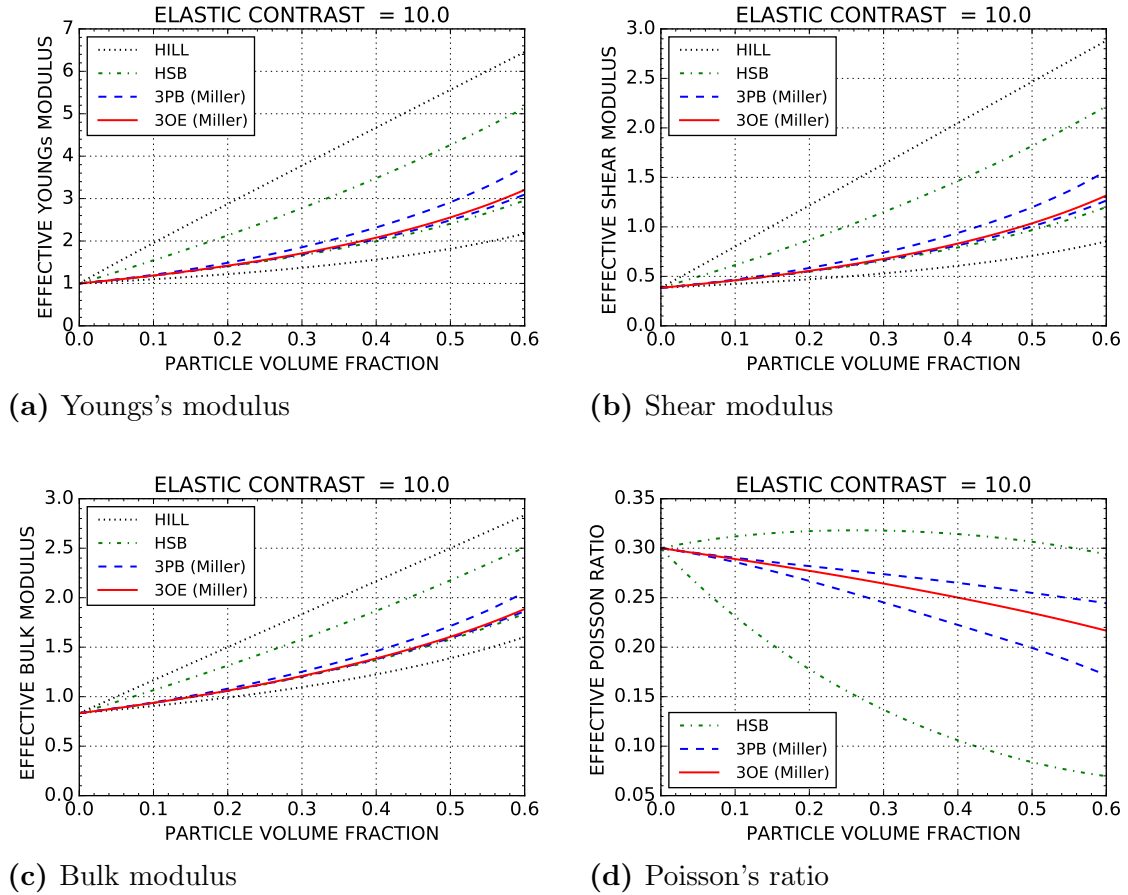 ELASTIC CONTRAST = 10.0
7
6
5
4
3
2
1
0
EFFECTIVE YOUNGs MODULUS
HILL
HSB
3PB (Miller)
3OE (Miller)
0.0 0.1 0.2 0.3 0.4 0.5 0.6
PARTICLE VOLUME FRACTION
(a) Youngs's modulus
ELASTIC CONTRAST = 10.0
3.0
2.5
2.0
1.5
1.0
0.5
0.0
EFFECTIVE SHEAR MODULUS
HILL
HSB
3PB (Miller)
3OE (Miller)
0.0 0.1 0.2 0.3 0.4 0.5 0.6
PARTICLE VOLUME FRACTION
(b) Shear modulus
ELASTIC CONTRAST = 10.0
3.0
2.5
2.0
1.5
1.0
0.5
0.0
EFFECTIVE BULK MODULUS
HILL
HSB
3PB (Miller)
3OE (Miller)
0.0 0.1 0.2 0.3 0.4 0.5 0.6
PARTICLE VOLUME FRACTION
(c) Bulk modulus
ELASTIC CONTRAST = 10.0
0.35
0.30
0.25
0.20
0.15
0.10
0.05
EFFECTIVE POISSON RATIO
HSB
3PB (Miller)
3OE (Miller)
0.0 0.1 0.2 0.3 0.4 0.5 0.6
PARTICLE VOLUME FRACTION
(d) Poisson's ratio